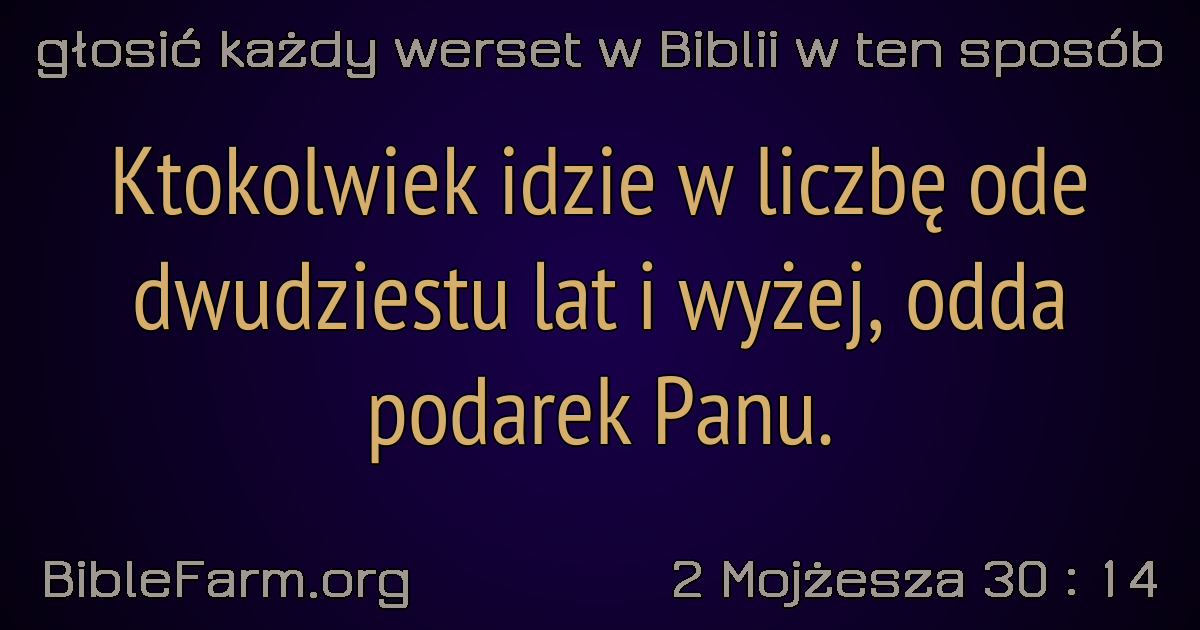 głosić każdy werset w Biblii w ten sposób
Ktokolwiek idzie w liczbę ode
dwudziestu lat i wyżej, odda
podarek Panu.
BibleFarm.org
2 Mojżesza 30 : 14